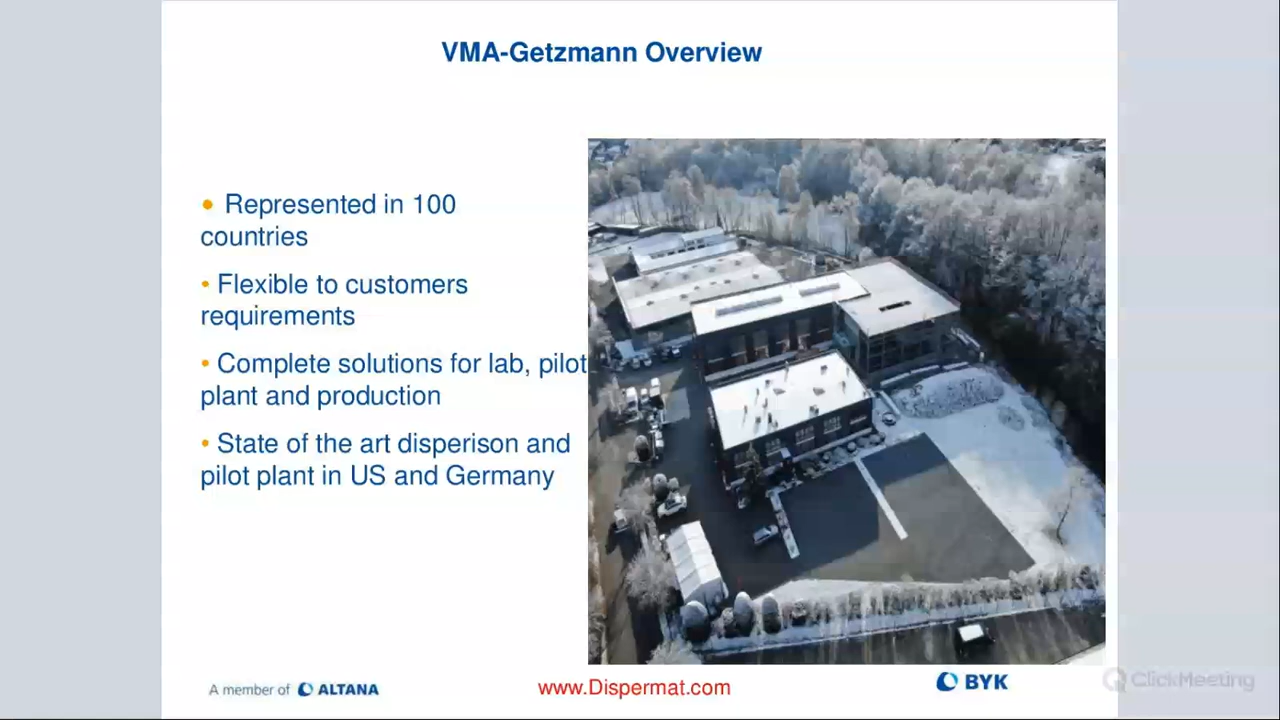 VMA-Getzmann Overview
• Represented in 100
countries
• Flexible to customers
requirements
• Complete solutions for lab, pilot
plant and production
• State of the art disperison and
pilot plant in US and Germany
A member of ALTANA
www.Dispermat.com
BYK
ClickMeeting